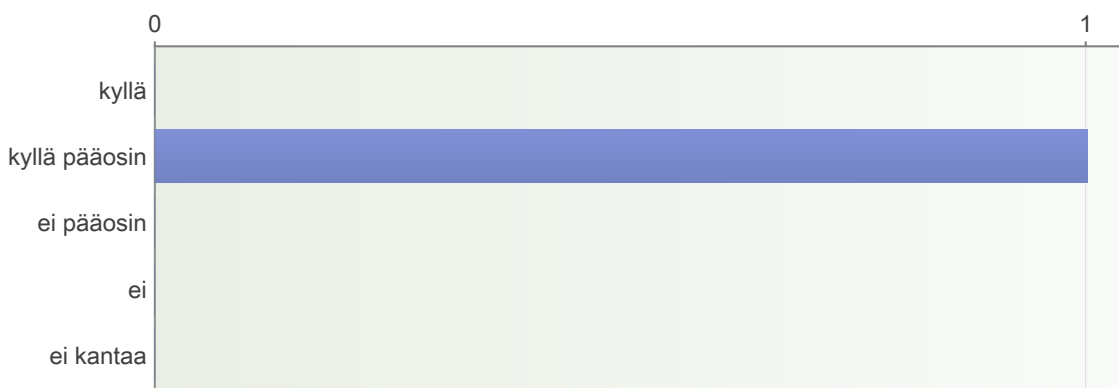 0 1
kyllä
kyllä pääosin
ei pääosin
ei
ei kantaa